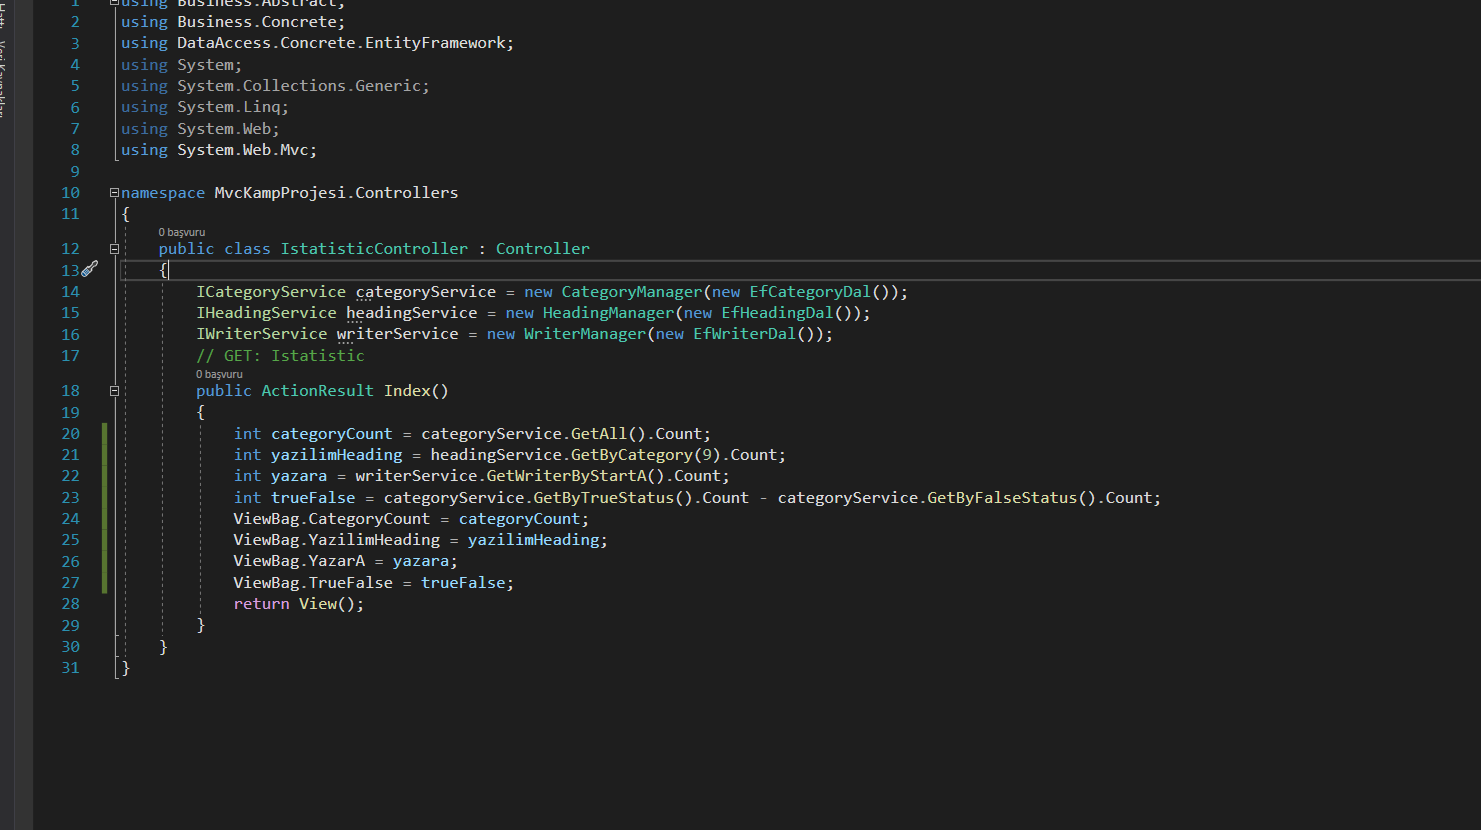 1 using Business.Abstract;
2 using Business.Concrete;
3 using DataAccess.Concrete.EntityFramework;
4 using System;
5 using System.Collections.Generic;
6 using System.Linq;
7 using System.Web;
8 using System.Web.Mvc;
9
10 namespace MvcKampProjesi.Controllers
11 {
0 başvuru
12 public class IstatisticController : Controller
13 {
14 ICategoryService categoryService = new CategoryManager(new EfCategoryDal());
15 IHeadingService headingService = new HeadingManager(new EfHeadingDal());
16 IWriterService writerService = new WriterManager(new EfWriterDal());
17 // GET: Istatistic
0 başvuru
18 public ActionResult Index()
19 {
20 int categoryCount = categoryService.GetAll().Count;
21 int yazilimHeading = headingService.GetByCategory(9).Count;
22 int yazara = writerService.GetWriterByStartA().Count;
23 int trueFalse = categoryService.GetByTrueStatus().Count - categoryService.GetByFalseStatus().Count;
24 ViewBag.CategoryCount = categoryCount;
25 ViewBag.YazilimHeading = yazilimHeading;
26 ViewBag.YazarA = yazara;
27 ViewBag.TrueFalse = trueFalse;
28 return View();
29 }
30 }
31 }